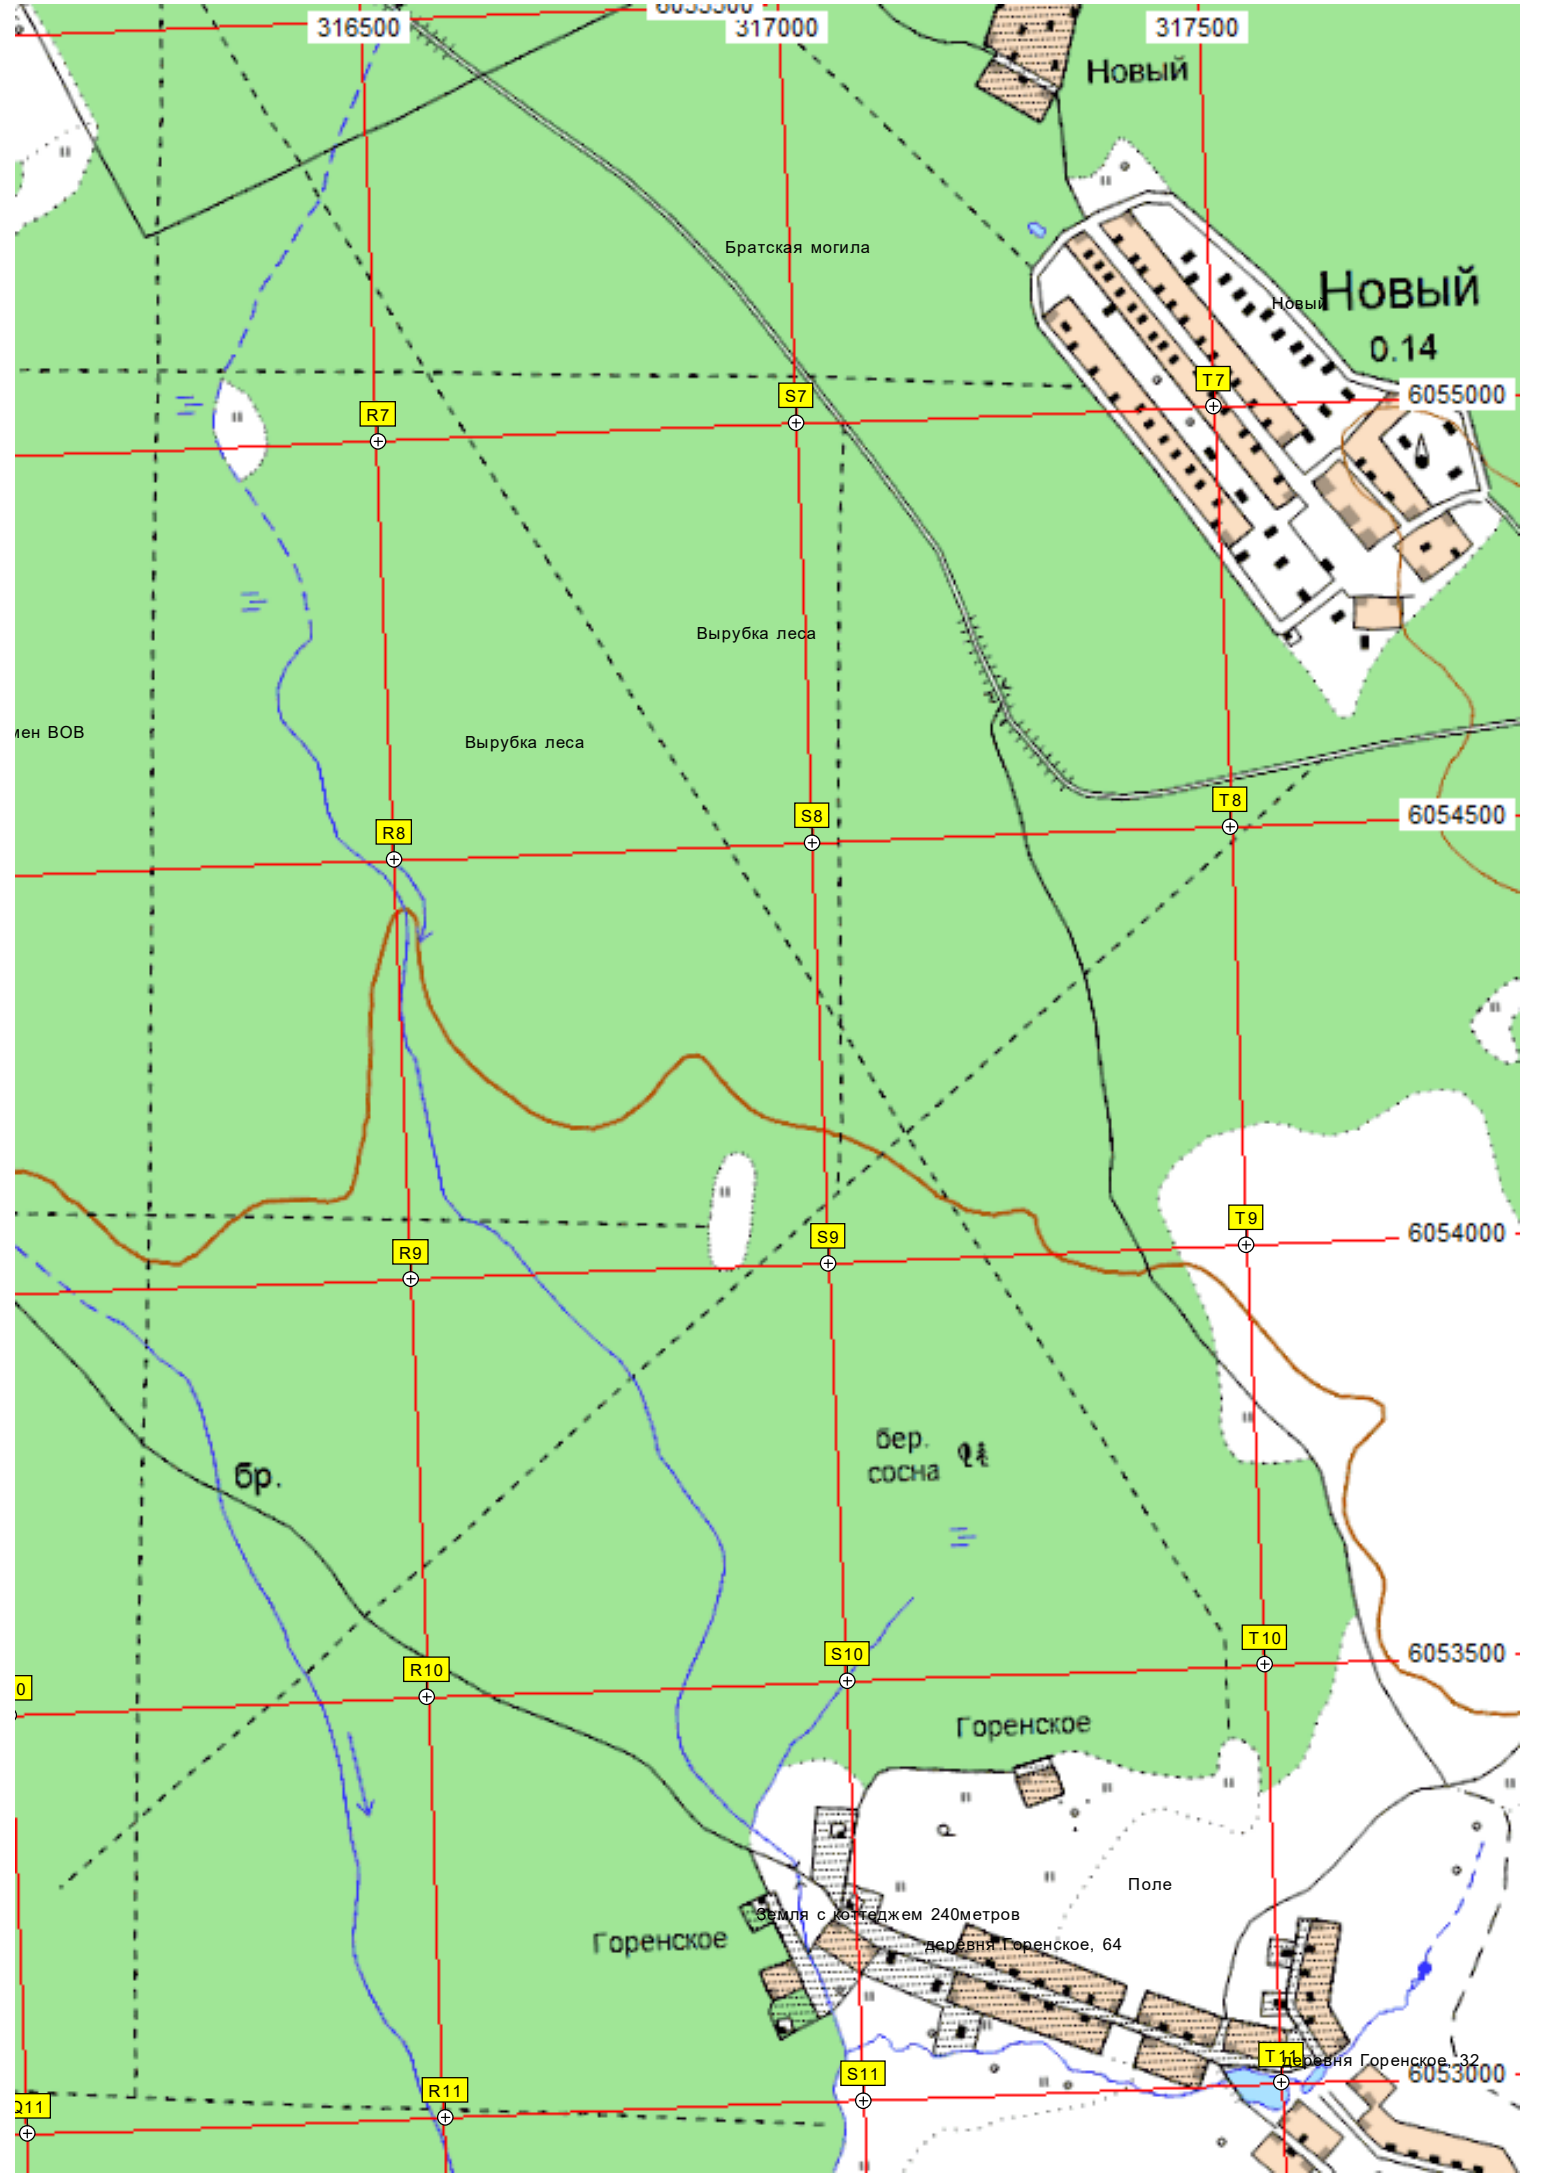 6055500
316500
317000
317500
Новый
Братская могила
Новый
Новый
0.14
T7
6055000
S7
R7
Вырубка леса
мен ВОВ
Вырубка леса
T8
S8
6054500
R8
T9
S9
6054000
R9
бер.
сосна
бр.
T10
S10
6053500
R10
0
Горенское
Поле
Земля с коттеджем 240метров
Горенское
деревня Горенское, 64
T11
деревня Горенское, 32
S11
6053000
R11
Q11